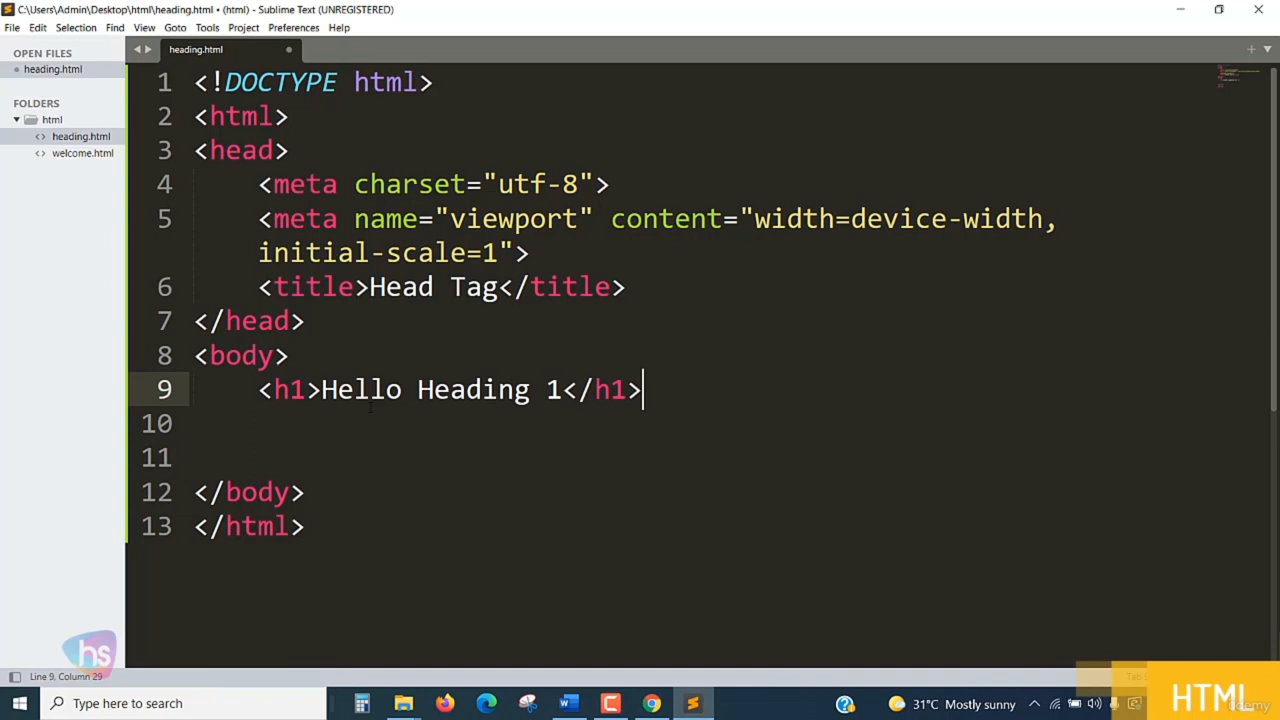 C:\Users\Admin\Desktop\html\heading.html • (html) - Sublime Text (UNREGISTERED)
File Edit Selection Find View Goto Tools Project Preferences Help
OPEN FILES
heading.html
FOLDERS
html
heading.html
welcome.html
heading.html
1 <!DOCTYPE html>
2 <html>
3 <head>
4 <meta charset="utf-8">
5 <meta name="viewport" content="width=device-width,
initial-scale=1">
6 <title>Head Tag</title>
7 </head>
8 <body>
9 <h1>Hello Heading 1</h1>
10
11
12 </body>
13 </html>
hs
Line 9, Column 29
Tab S
Type here to search
31°C Mostly sunny
HTML
Udemy